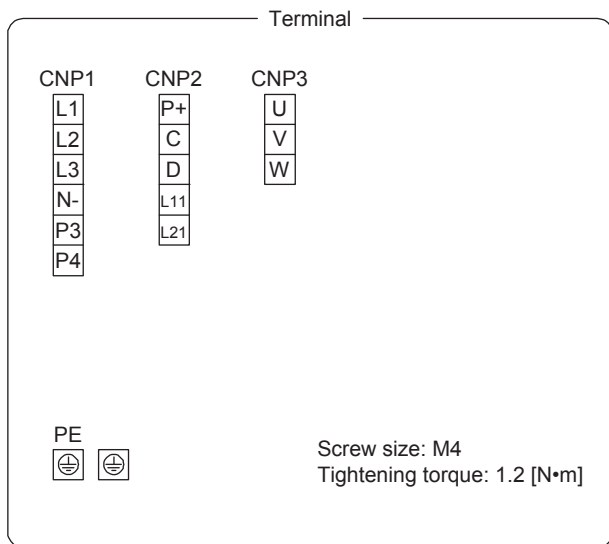 Terminal
CNP1 CNP2 CNP3
L1 P+ U
L2 C V
L3 D W
N- L11
P3 L21
P4
PE
Screw size: M4
Tightening torque: 1.2 [N•m]